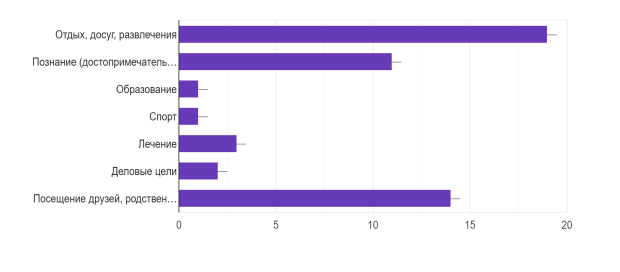 Отдых, досуг, развлечения
Познание (достопримечатель…
Образование
Спорт
Лечение
Деловые цели
Посещение друзей, родствен…
0 5 10 15 20